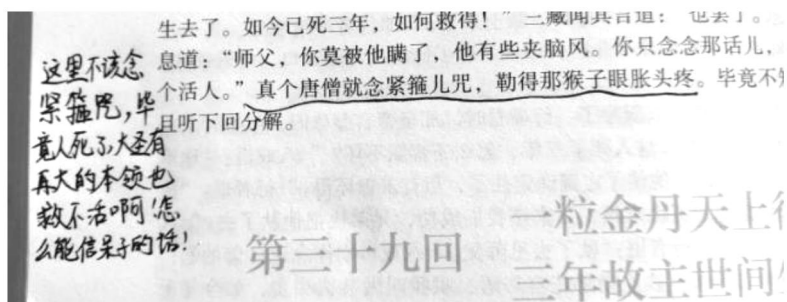 生去了。如今已死三年，如何救得！”三藏闻其言道：“也罢了。
息道：“师父，你莫被他瞒了，他有些夹脑风。你只念念那话儿，
个活人。”真个唐僧就念紧箍儿咒，勒得那猴子眼胀头疼。毕竟不知
且听下回分解。
这里不该念
紧箍咒，毕
竟人死了，大圣有
再大的本领也
救不活啊！怎
么能信呆子的话！
第三十九回
一粒金丹天上得
三年故主世间生